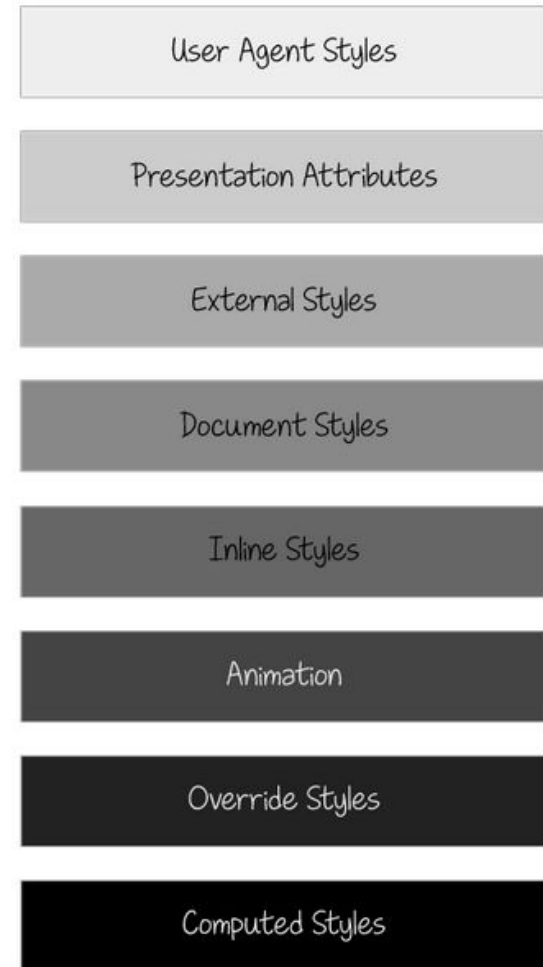 User Agent Styles
Presentation Attributes
External Styles
Document Styles
Inline Styles
Animation
Override Styles
Computed Styles